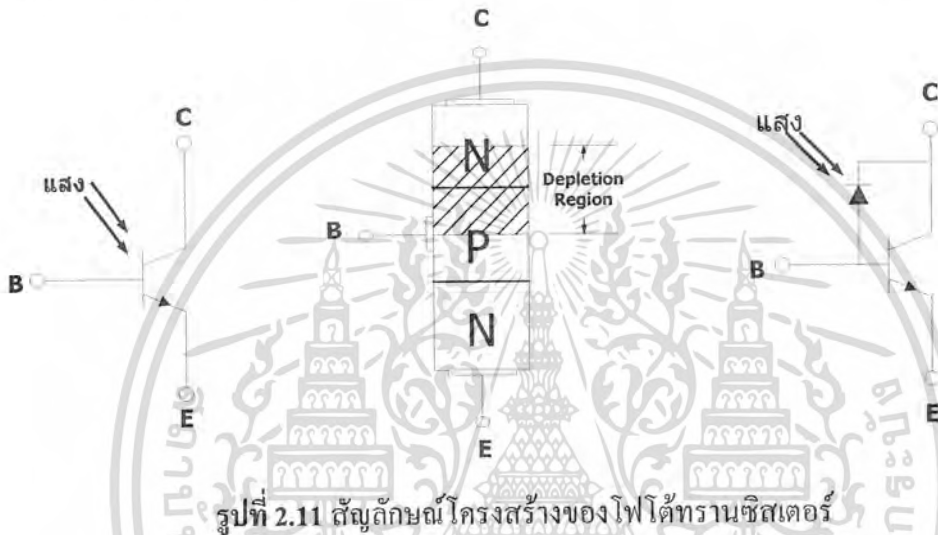 C
แสง
B
E
C
N
Depletion
Region
B
P
N
E
แสง
C
B
E
รูปที่ 2.11 สัญลักษณ์โครงสร้างของโฟโต้ทรานซิสเตอร์